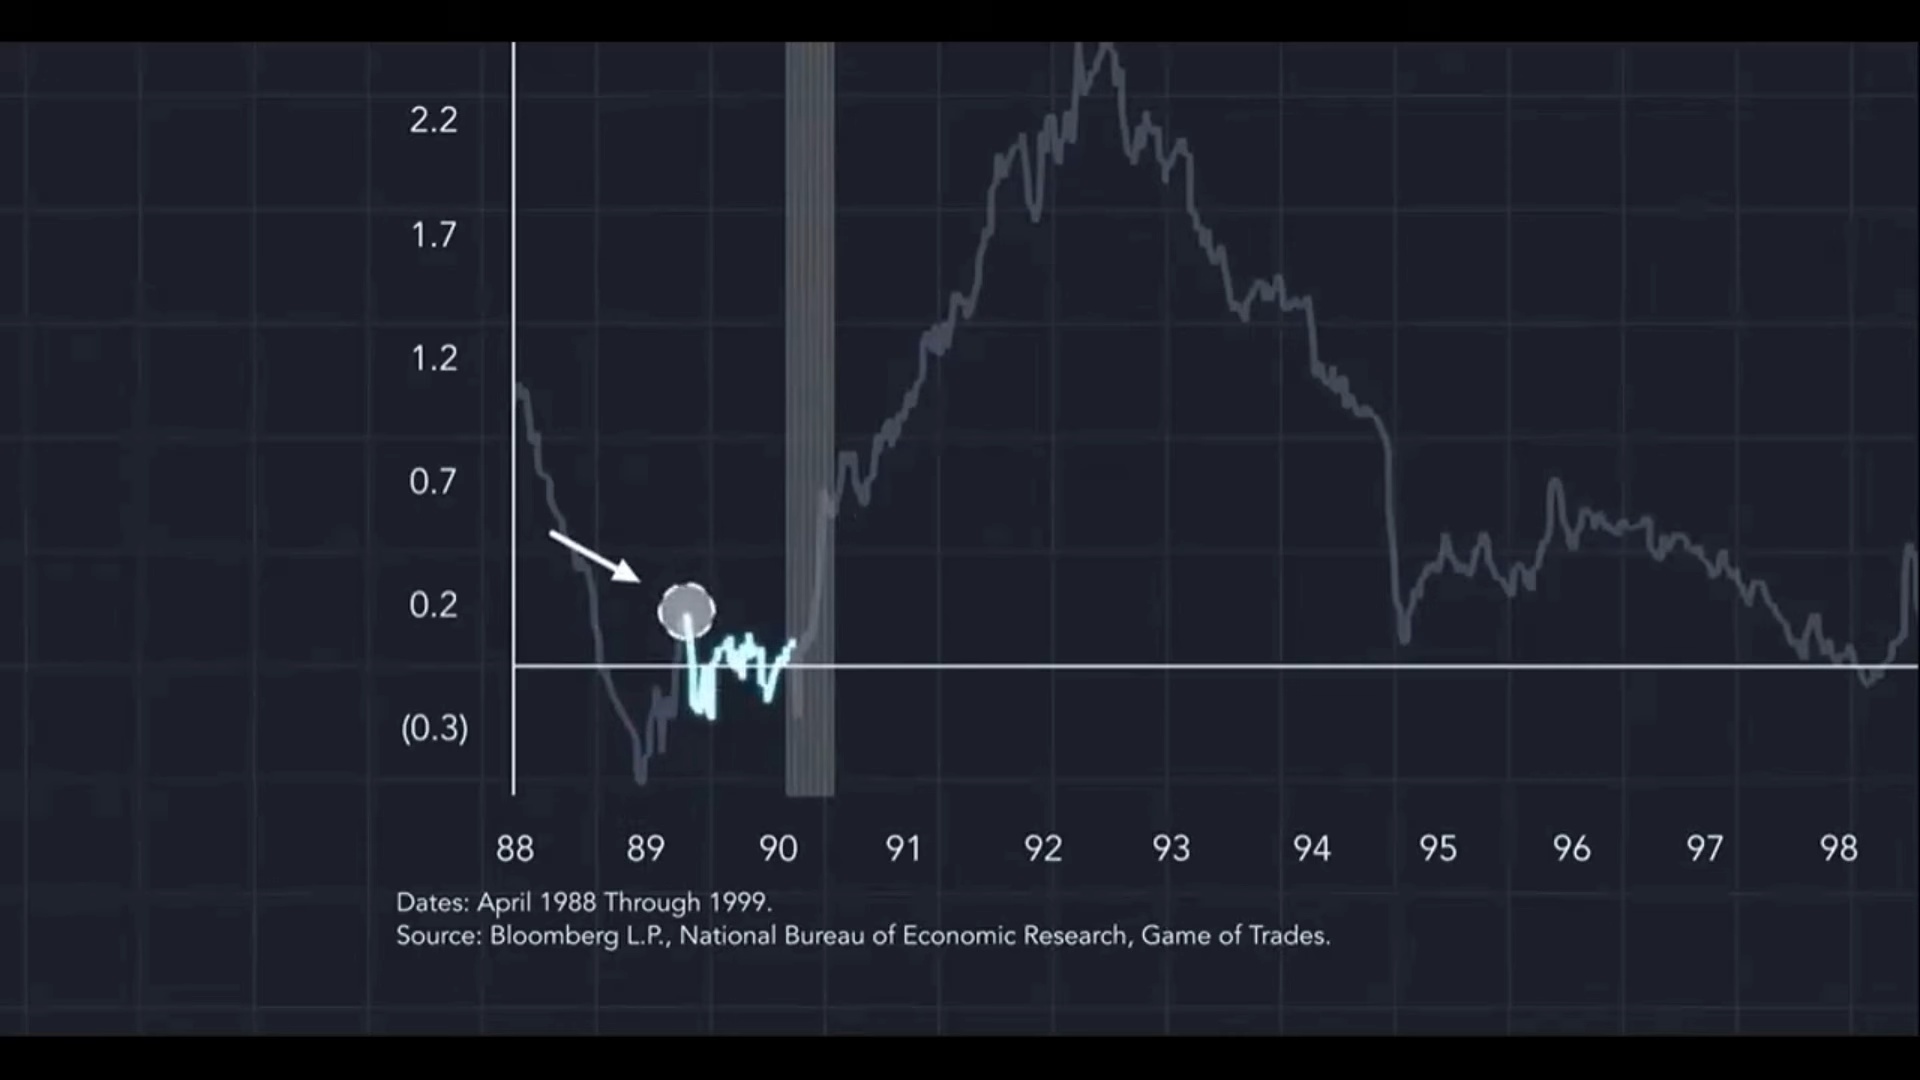 2.2
1.7
1.2
0.7
0.2
(0.3)
88 89 90 91 92 93 94 95 96 97 98
Dates: April 1988 Through 1999.
Source: Bloomberg L.P., National Bureau of Economic Research, Game of Trades.